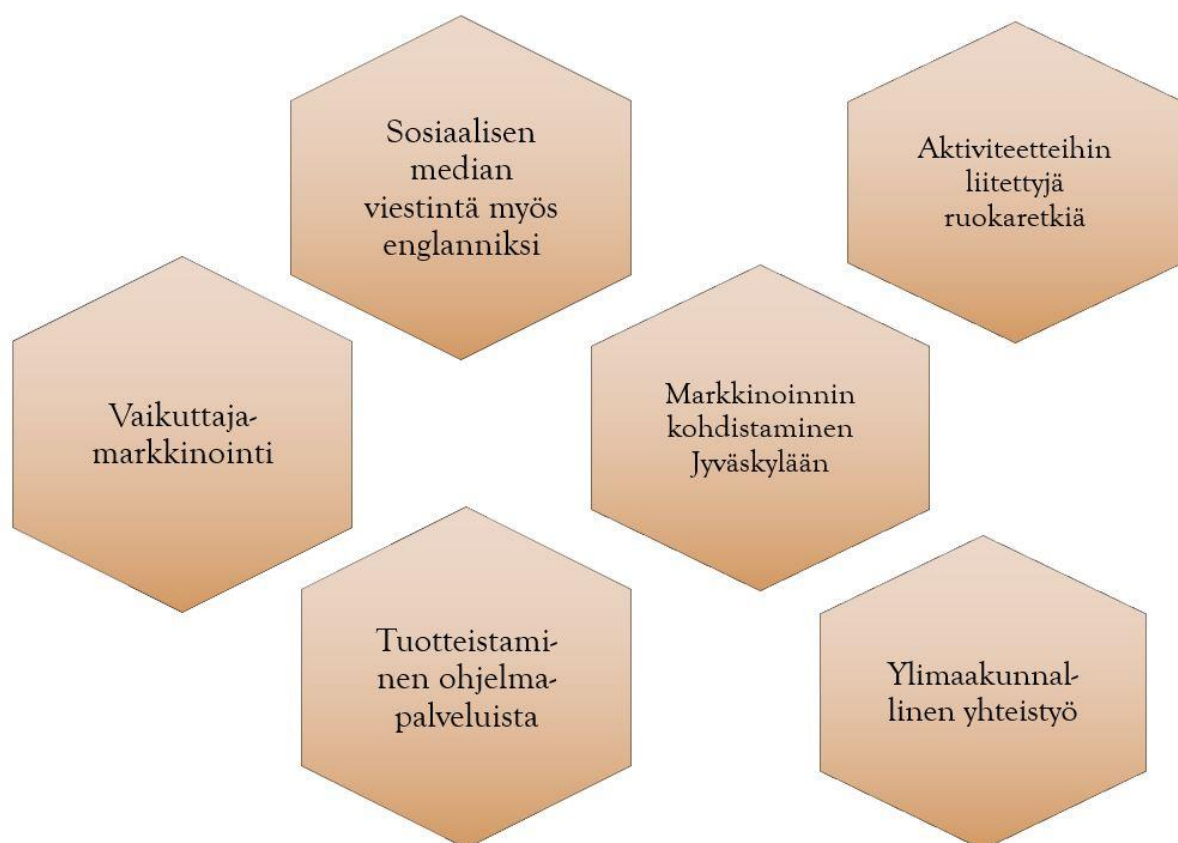 Sosiaalisen
median
viestintä myös
englanniksi
Aktiviteetteihin
liitettyjä
ruokaretkiä
Vaikuttaja-
markkinointi
Markkinoinnin
kohdistaminen
Jyväskylään
Tuotteistami-
nen ohjelma-
palveluista
Ylimaakunnal-
linen yhteistyö